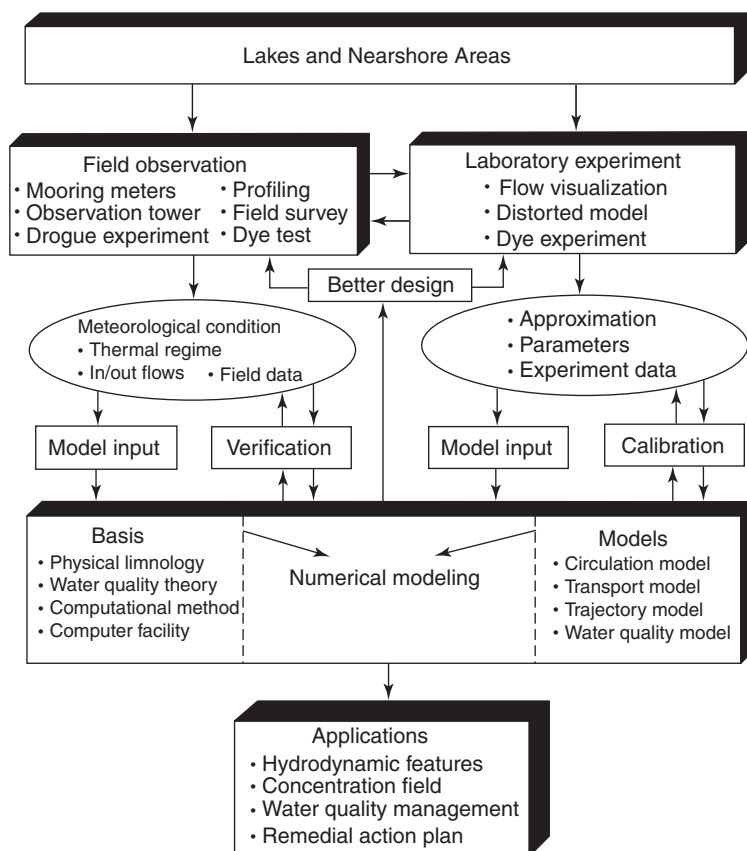 Lakes and Nearshore Areas
Field observation
• Mooring meters
• Observation tower
• Drogue experiment
• Profiling
• Field survey
• Dye test
Laboratory experiment
• Flow visualization
• Distorted model
• Dye experiment
Better design
Meteorological condition
• Thermal regime
• In/out flows
• Field data
• Approximation
• Parameters
• Experiment data
Model input
Verification
Model input
Calibration
Basis
• Physical limnology
• Water quality theory
• Computational method
• Computer facility
Numerical modeling
Models
• Circulation model
• Transport model
• Trajectory model
• Water quality model
Applications
• Hydrodynamic features
• Concentration field
• Water quality management
• Remedial action plan